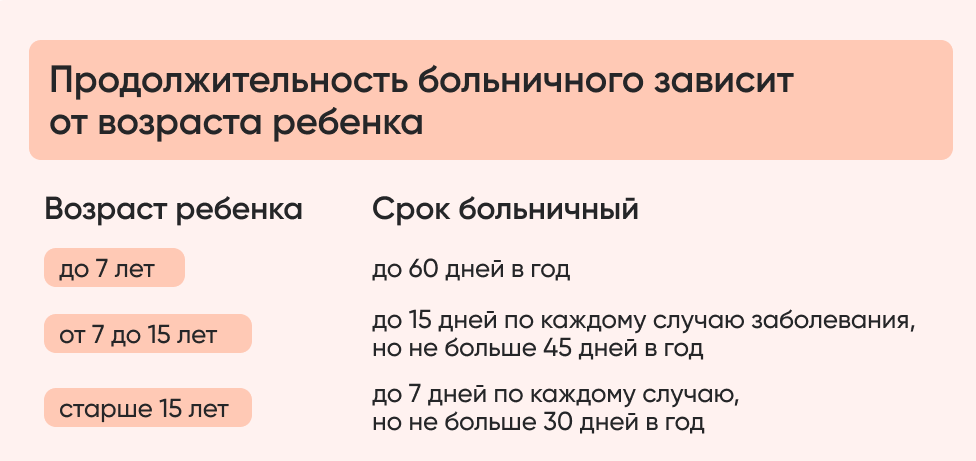 Продолжительность больничного зависит
от возраста ребенка
Возраст ребенка
Срок больничный
до 7 лет
до 60 дней в год
от 7 до 15 лет
до 15 дней по каждому случаю заболевания,
но не больше 45 дней в год
старше 15 лет
до 7 дней по каждому случаю,
но не больше 30 дней в год